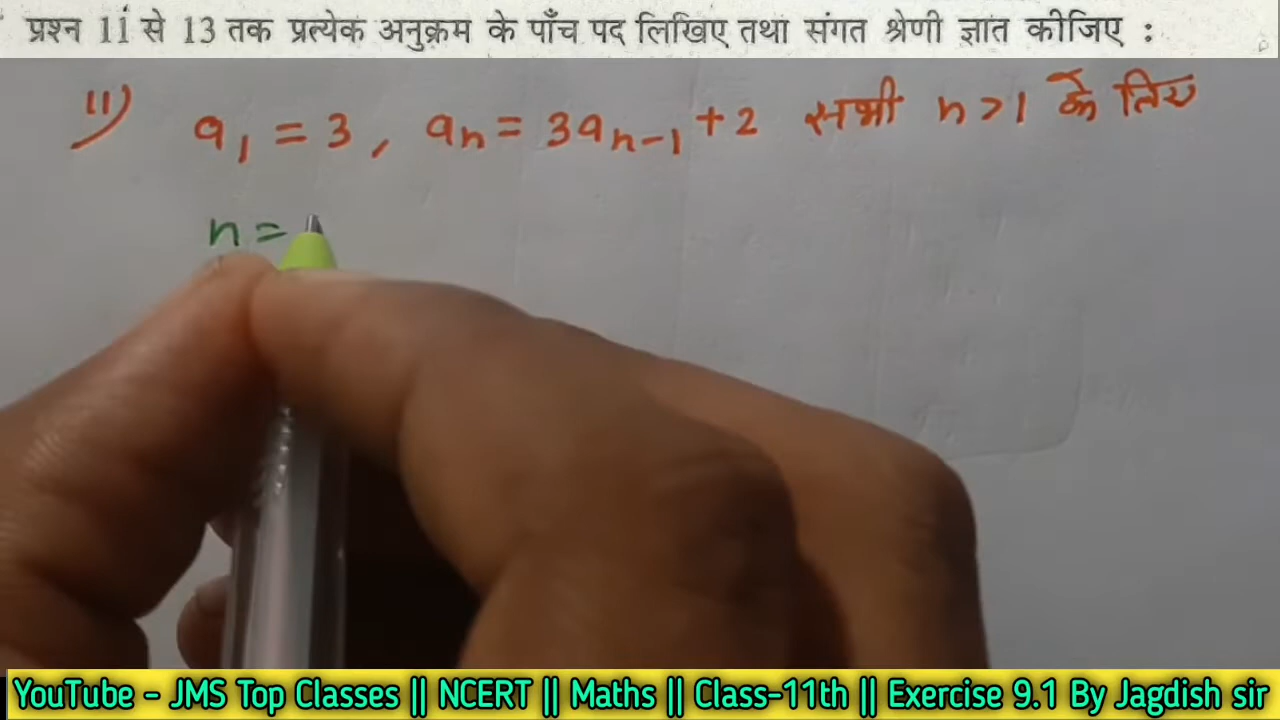 प्रश्न 11 से 13 तक प्रत्येक अनुक्रम के पाँच पद लिखिए तथा संगत श्रेणी ज्ञात कीजिए :
11) a₁ = 3, aₙ = 3aₙ₋₁ + 2 सभी n > 1 के लिए
n =
YouTube - JMS Top Classes || NCERT || Maths || Class-11th || Exercise 9.1 By Jagdish sir